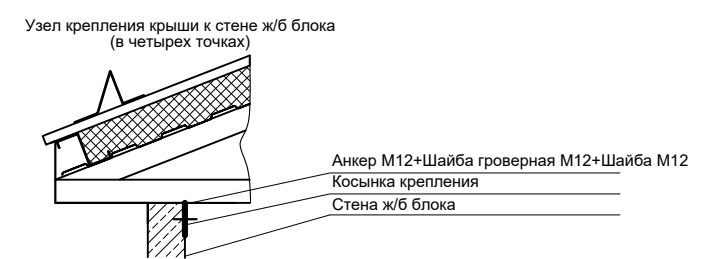 Узел крепления крыши к стене ж/б блока
(в четырех точках)
Анкер М12+Шайба гроверная М12+Шайба М12
Косынка крепления
Стена ж/б блока